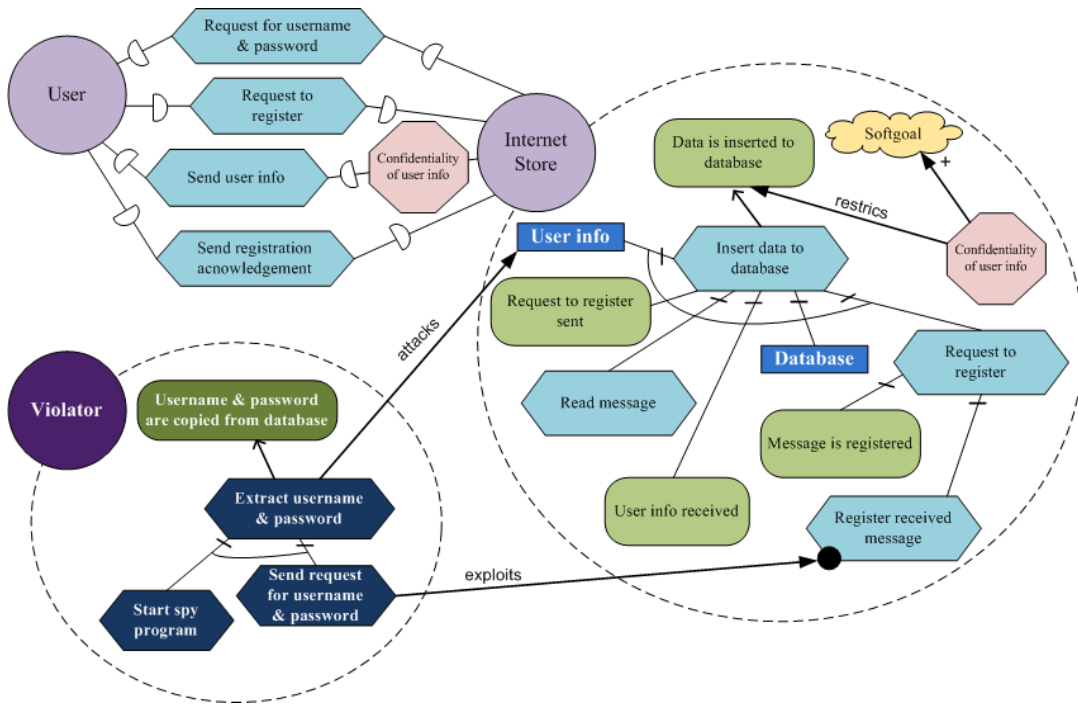 Request for username
& password
User
Request to
register
Internet
Store
Confidentiality
of user info
Send user info
Send registration
acnowledgement
Data is inserted to
database
Softgoal
+
restrics
User info
Insert data to
database
Confidentiality
of user info
Request to register
sent
attacks
Database
Request to
register
Read message
Message is registered
User info received
Register received
message
Violator
Username & password
are copied from database
Extract username
& password
Send request
for username
& password
exploits
Start spy
program